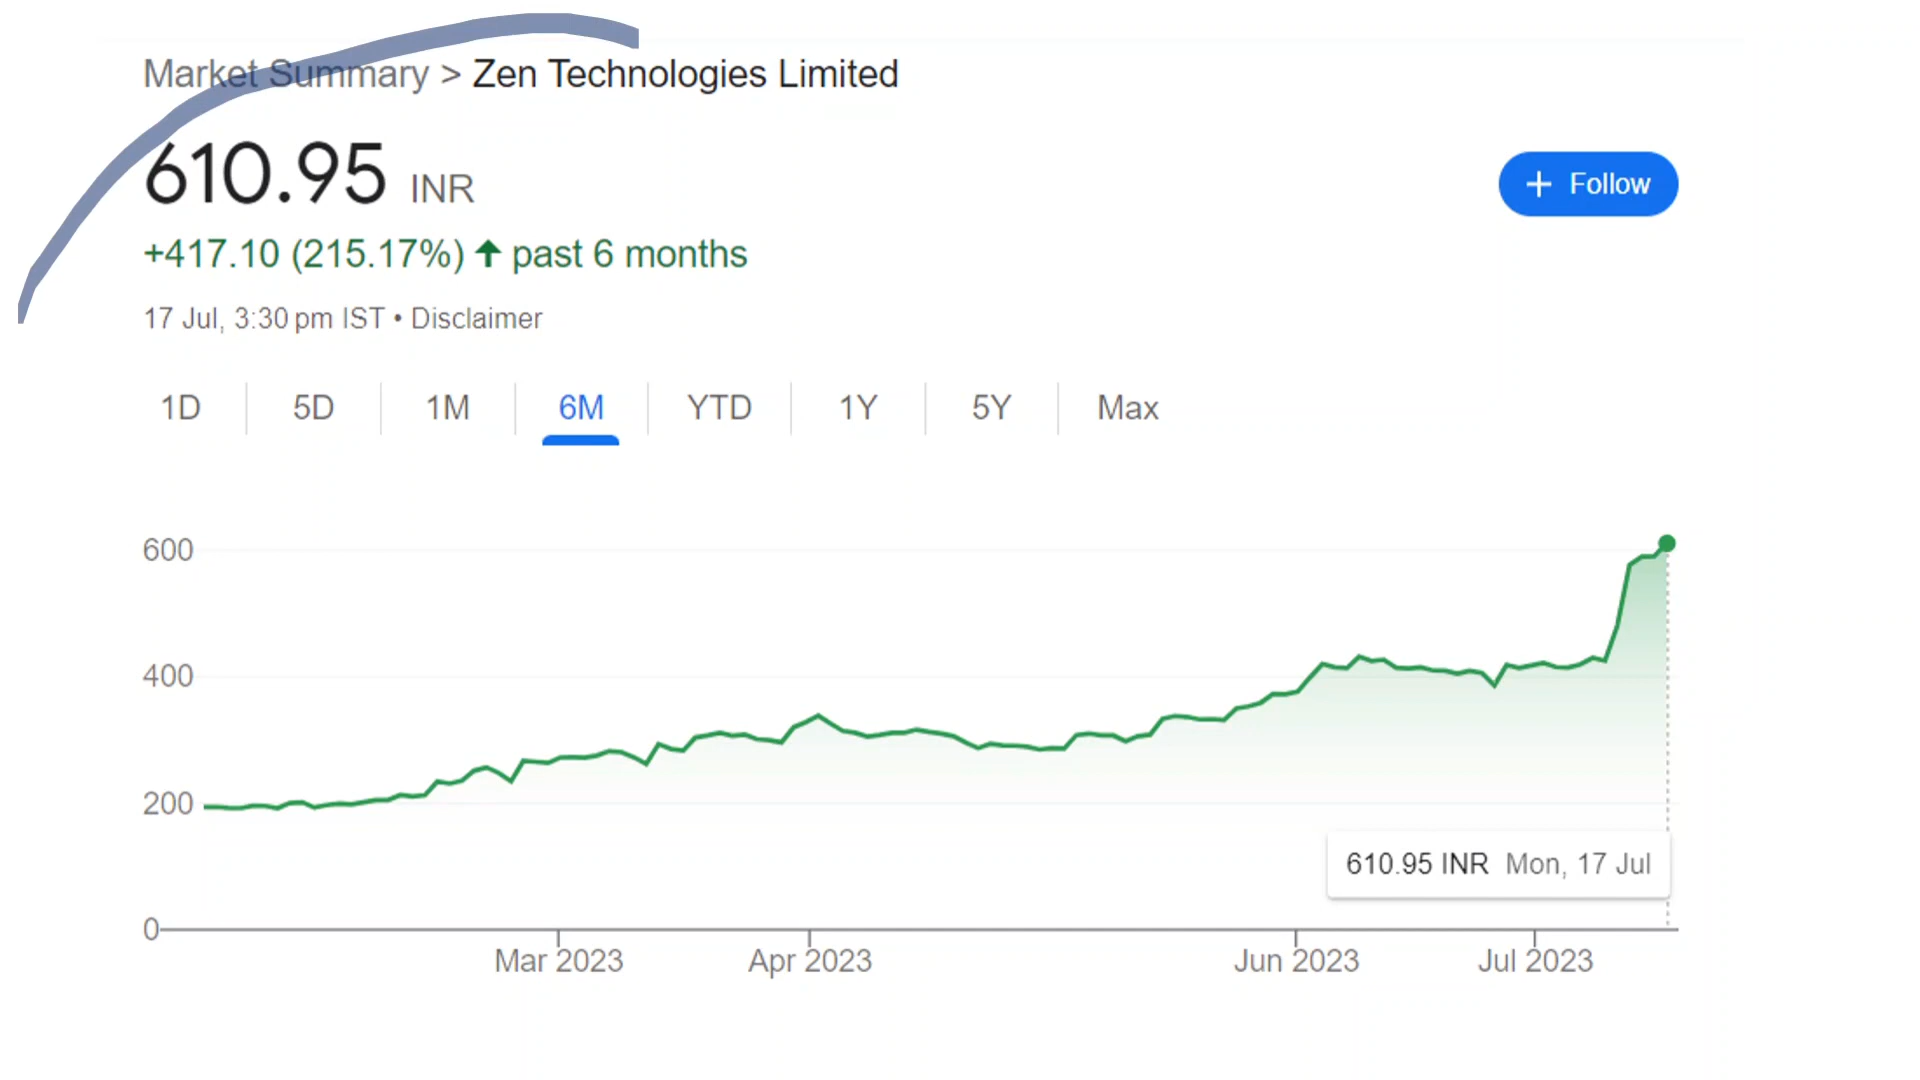 Market Summary > Zen Technologies Limited
610.95 INR
+ Follow
+417.10 (215.17%) ↑ past 6 months
17 Jul, 3:30 pm IST • Disclaimer
1D 5D 1M 6M YTD 1Y 5Y Max
600
400
200
610.95 INR Mon, 17 Jul
0
Mar 2023 Apr 2023 Jun 2023 Jul 2023